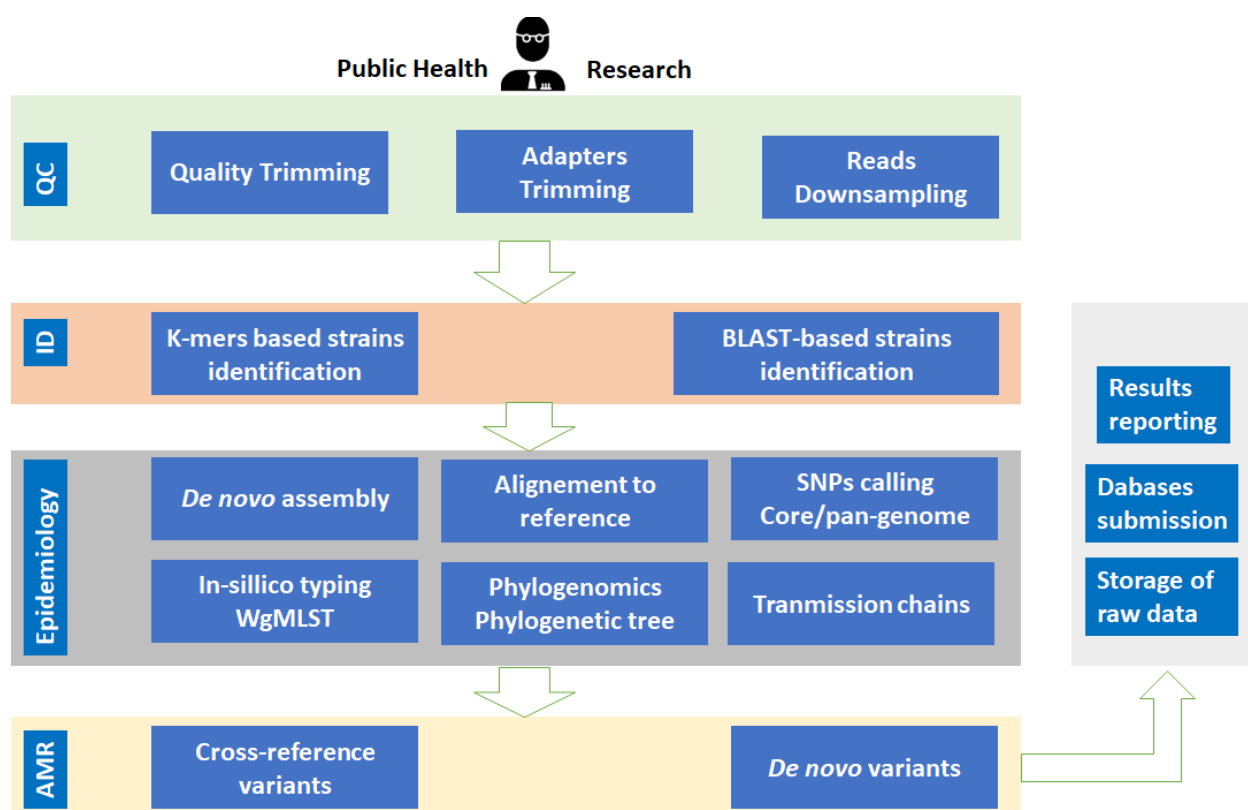 Public Health
Research
QC
Quality Trimming
Adapters
Trimming
Reads
Downsampling
ID
K-mers based strains
identification
BLAST-based strains
identification
Epidemiology
De novo assembly
Alignement to
reference
SNPs calling
Core/pan-genome
In-sillico typing
WgMLST
Phylogenomics
Phylogenetic tree
Tranmission chains
AMR
Cross-reference
variants
De novo variants
Results
reporting
Dabases
submission
Storage of
raw data